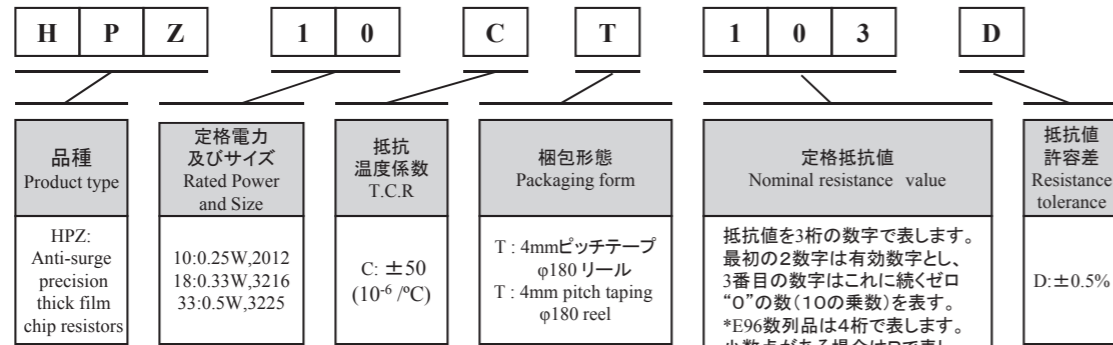 H P Z 1 0 C T 1 0 3 D
品種
Product type
定格電力
及びサイズ
Rated Power
and Size
抵抗
温度係数
T.C.R
梱包形態
Packaging form
定格抵抗値
Nominal resistance value
抵抗値
許容差
Resistance
tolerance
HPZ:
Anti-surge
precision
thick film
chip resistors
10:0.25W,2012
18:0.33W,3216
33:0.5W,3225
C: ±50
(10-6 /ºC)
T : 4mmピッチテープ
φ180 リール
T : 4mm pitch taping
φ180 reel
抵抗値を3桁の数字で表します。
最初の2数字は有効数字とし、
3番目の数字はこれに続くゼロ
“0”の数(10の乗数)を表す。
*E96数列品は4桁で表します。
D:±0.5%